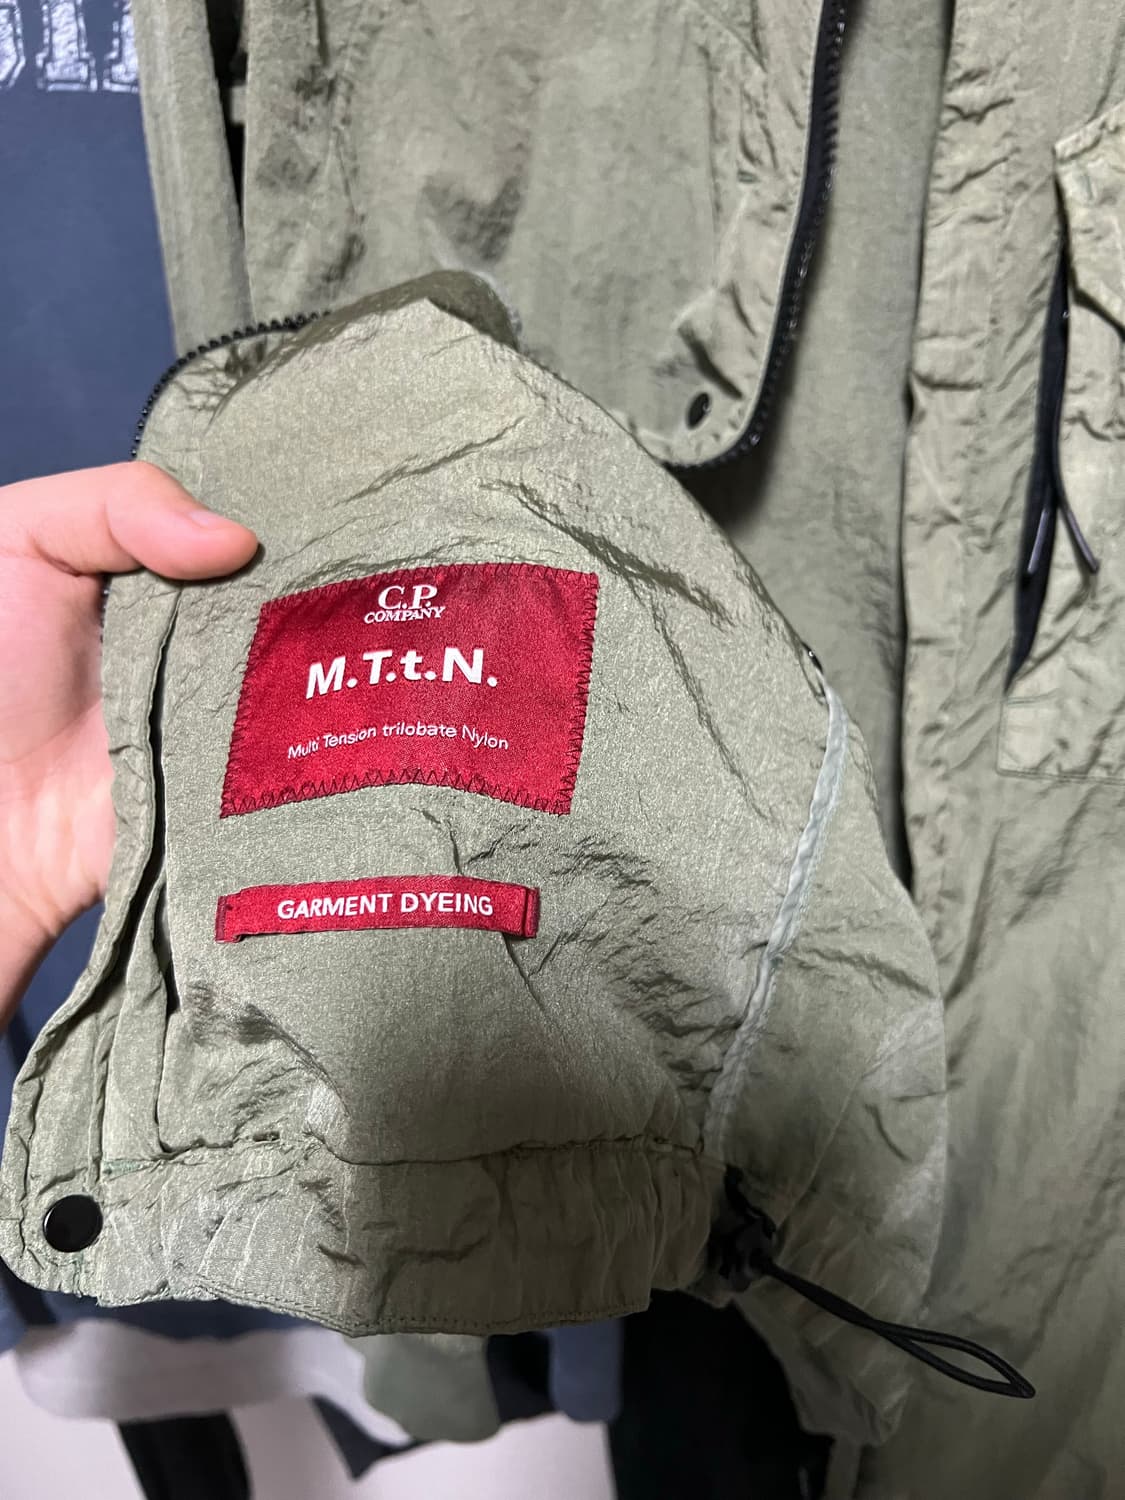 C.P.
COMPANY
M.T.t.N.
Multi Tension trilobate Nylon
GARMENT DYEING